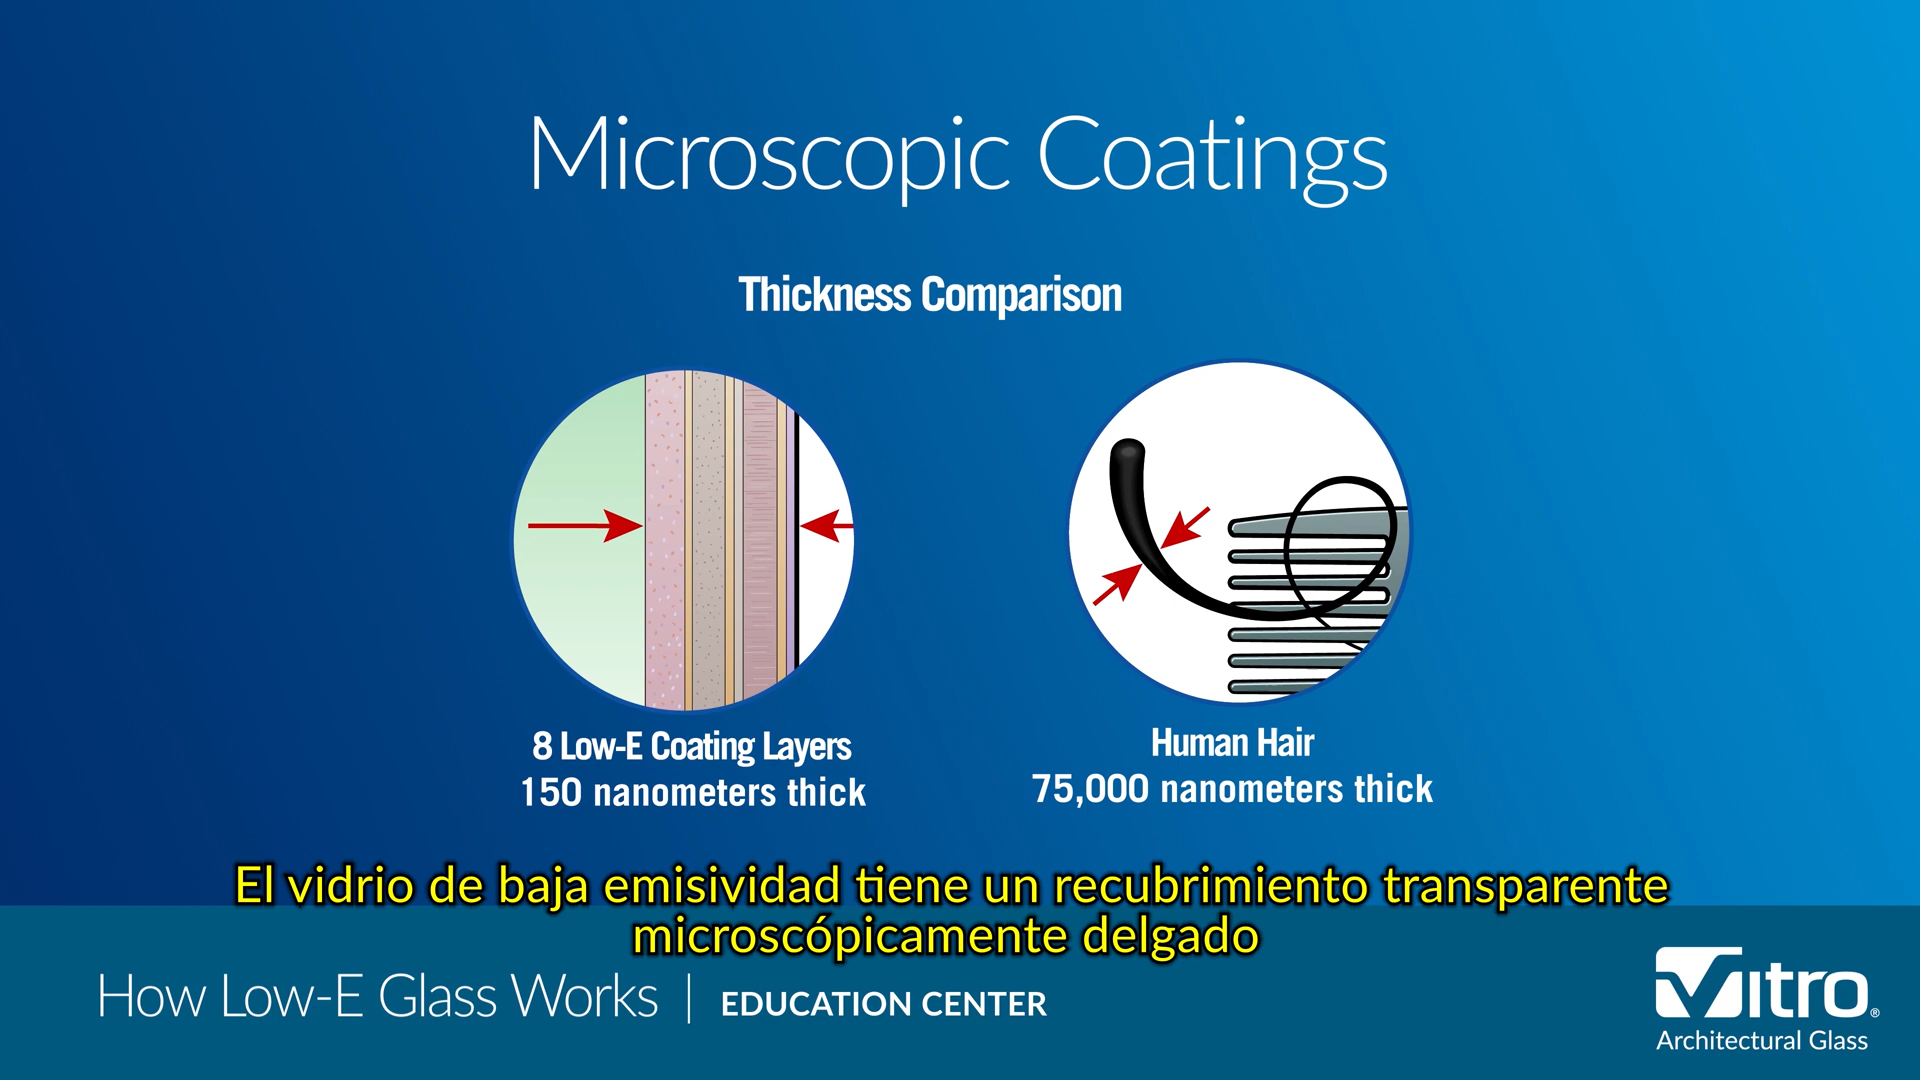 Microscopic Coatings
Thickness Comparison
8 Low-E Coating Layers
150 nanometers thick
Human Hair
75,000 nanometers thick
El vidrio de baja emisividad tiene un recubrimiento transparente
microscópicamente delgado
How Low-E Glass Works | EDUCATION CENTER
Vitro®
Architectural Glass